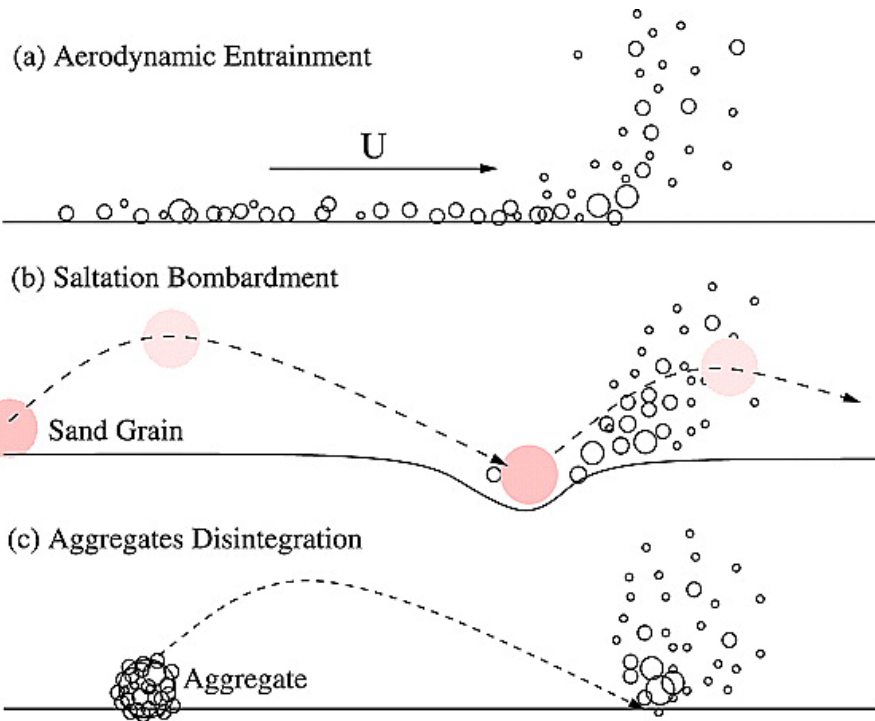 (a) Aerodynamic Entrainment
U
(b) Saltation Bombardment
Sand Grain
(c) Aggregates Disintegration
Aggregate